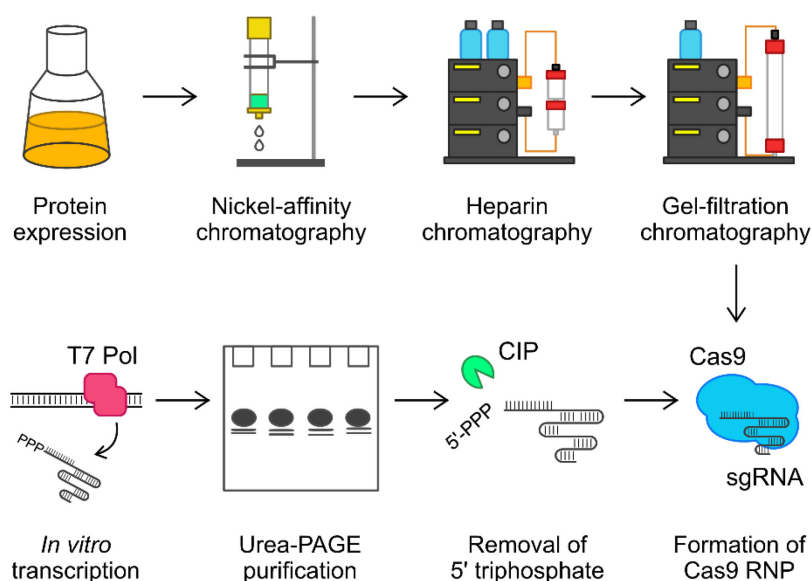 Protein
expression
Nickel-affinity
chromatography
Heparin
chromatography
Gel-filtration
chromatography
T7 Pol
PPP
CIP
5'-PPP
Cas9
sgRNA
In vitro
transcription
Urea-PAGE
purification
Removal of
5' triphosphate
Formation of
Cas9 RNP